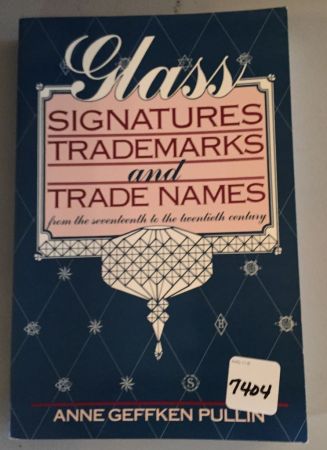 Glass
SIGNATURES
TRADEMARKS
and
TRADE NAMES
from the seventeenth to the twentieth century
H
S
7404
ANNE GEFFKEN PULLIN